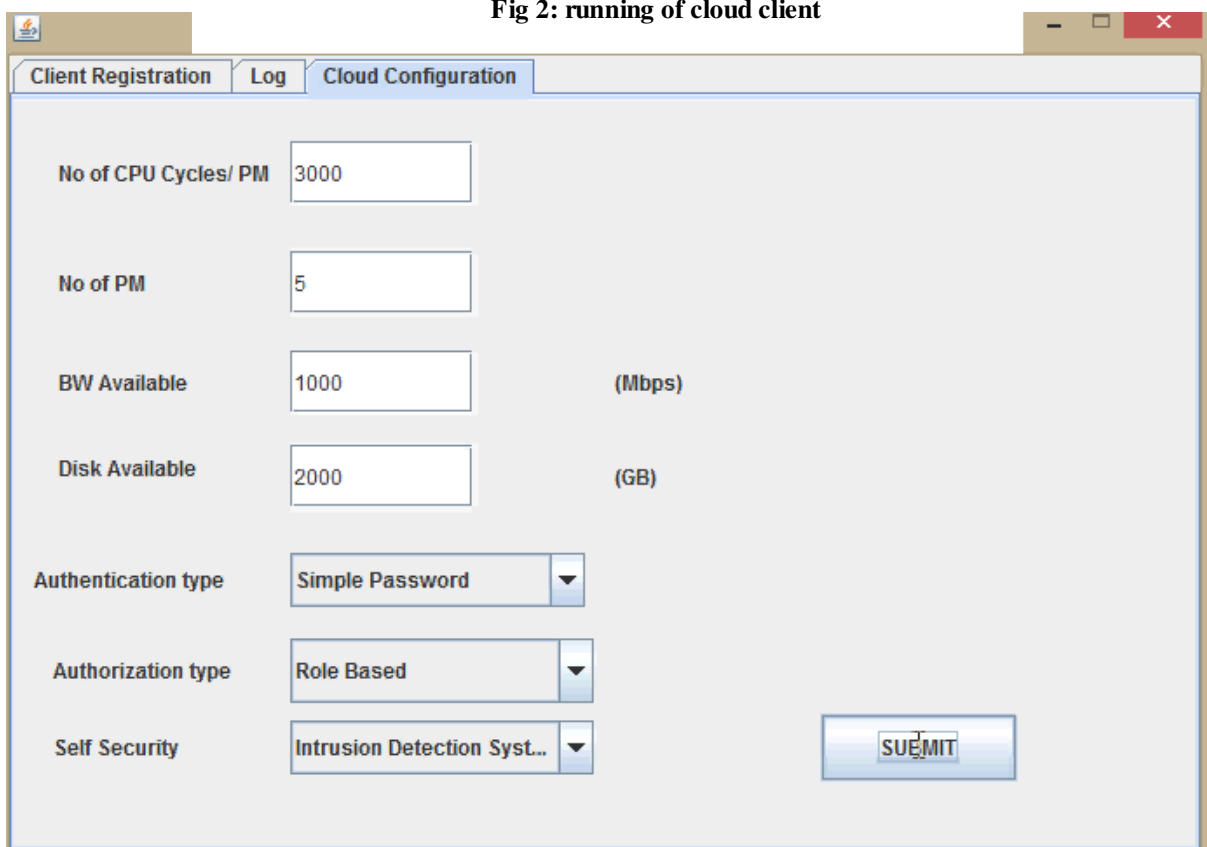 Fig 2: running of cloud client
Client Registration Log Cloud Configuration
No of CPU Cycles/ PM 3000
No of PM 5
BW Available 1000 (Mbps)
Disk Available 2000 (GB)
Authentication type Simple Password
Authorization type Role Based
Self Security Intrusion Detection Syst...
SUBMIT